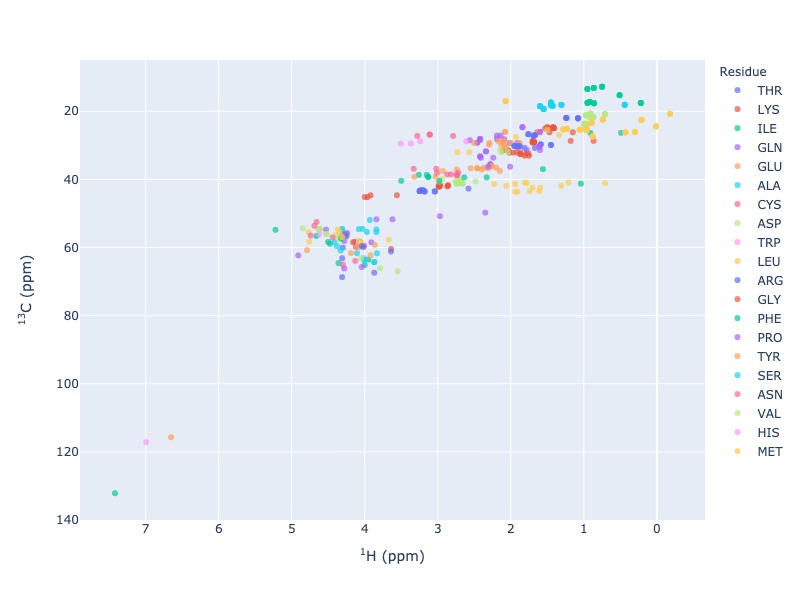 Residue
THR
LYS
ILE
GLN
GLU
ALA
CYS
ASP
TRP
LEU
ARG
GLY
PHE
PRO
TYR
SER
ASN
VAL
HIS
MET
20
40
60
80
100
120
140
7 6 5 4 3 2 1 0
¹H (ppm)
¹³C (ppm)